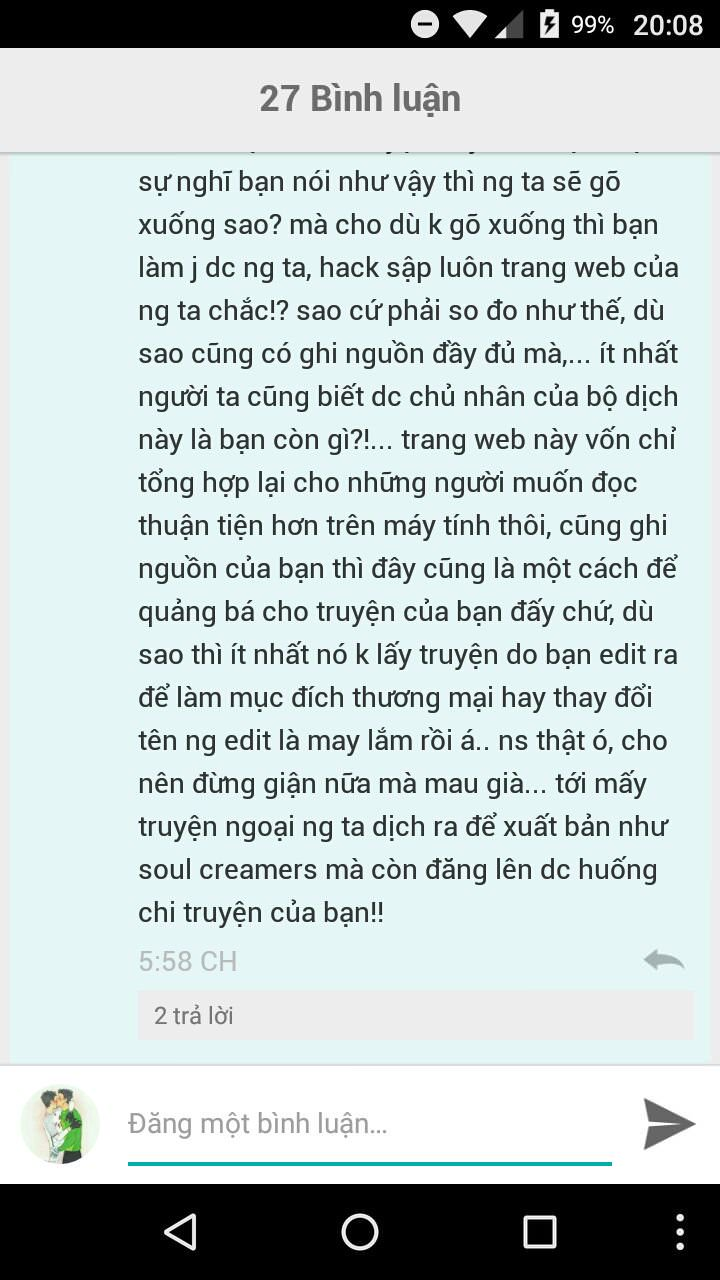 99% 20:08
27 Bình luận
sự nghĩ bạn nói như vậy thì ng ta sẽ gõ
xuống sao? mà cho dù k gõ xuống thì bạn
làm j dc ng ta, hack sập luôn trang web của
ng ta chắc!? sao cứ phải so đo như thế, dù
sao cũng có ghi nguồn đầy đủ mà,... ít nhất
người ta cũng biết dc chủ nhân của bộ dịch
này là bạn còn gì?!... trang web này vốn chỉ
tổng hợp lại cho những người muốn đọc
thuận tiện hơn trên máy tính thôi, cũng ghi
nguồn của bạn thì đây cũng là một cách để
quảng bá cho truyện của bạn đấy chứ, dù
sao thì ít nhất nó k lấy truyện do bạn edit ra
để làm mục đích thương mại hay thay đổi
tên ng edit là may lắm rồi á.. ns thật ó, cho
nên đừng giận nữa mà mau già... tới mấy
truyện ngoại ng ta dịch ra để xuất bản như
soul creamers mà còn đăng lên dc huống
chi truyện của bạn!!
5:58 CH
2 trả lời
Đăng một bình luận...